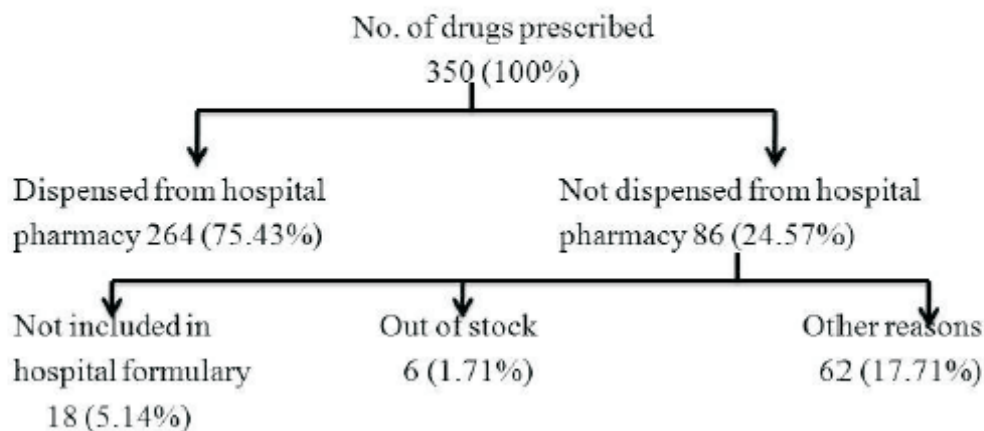 No. of drugs prescribed
350 (100%)
Dispensed from hospital
pharmacy 264 (75.43%)
Not dispensed from hospital
pharmacy 86 (24.57%)
Not included in
hospital formulary
18 (5.14%)
Out of stock
6 (1.71%)
Other reasons
62 (17.71%)